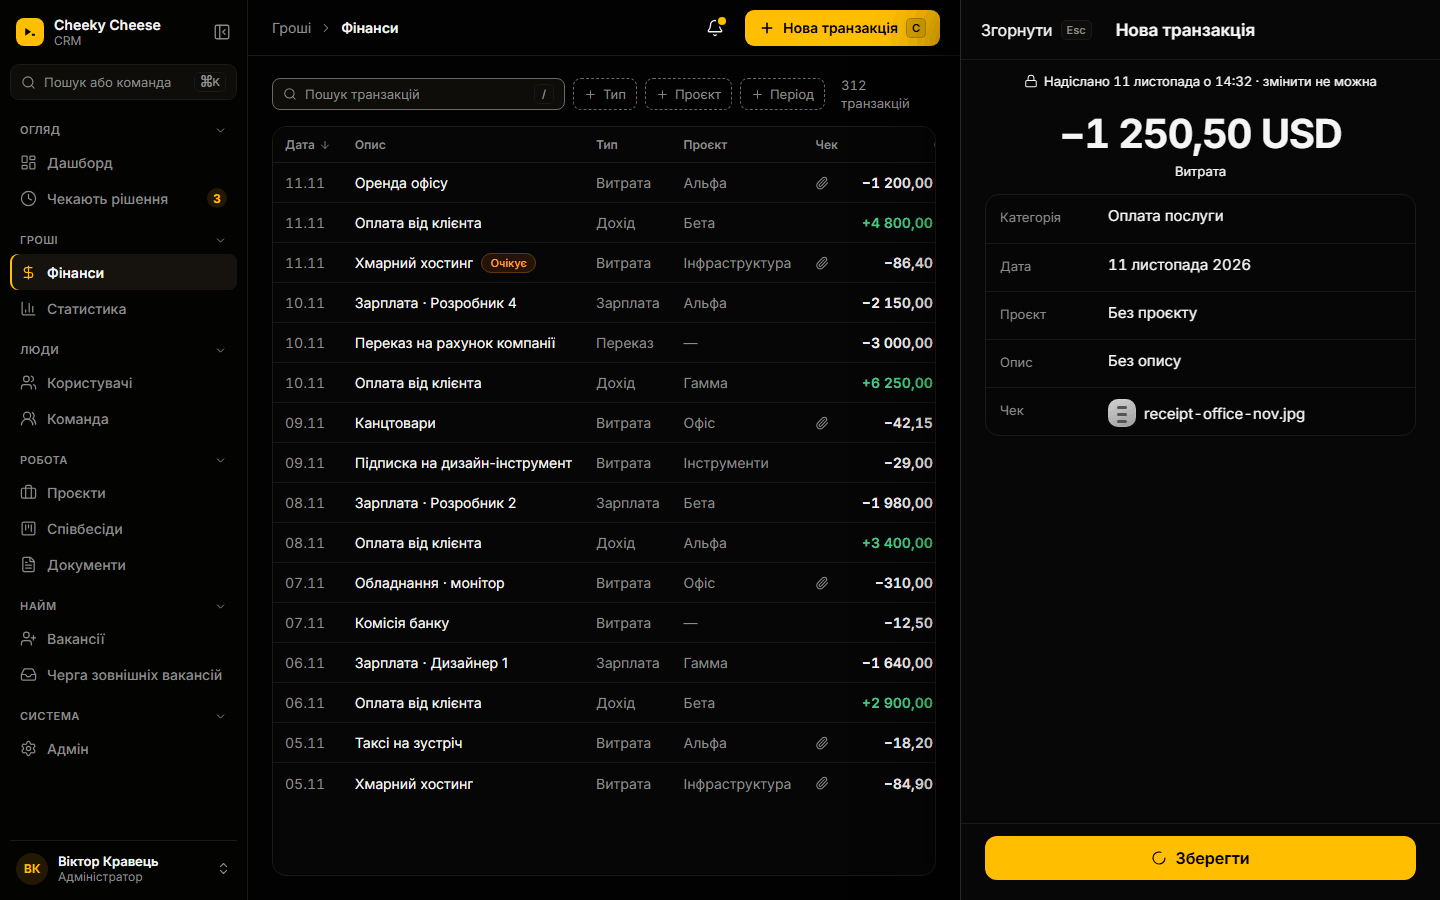 Cheeky Cheese
CRM
Пошук або команда ⌘K
ОГЛЯД
Дашборд
Чекають рішення 3
ГРОШІ
Фінанси
Статистика
ЛЮДИ
Користувачі
Команда
РОБОТА
Проєкти
Співбесіди
Документи
НАЙМ
Вакансії
Черга зовнішніх вакансій
СИСТЕМА
Адмін
ВК Віктор Кравець
Адміністратор
Гроші > Фінанси
+ Нова транзакція C
Пошук транзакцій /
+ Тип
+ Проєкт
+ Період
312 транзакцій
Дата ↓ Опис Тип Проєкт Чек
11.11 Оренда офісу Витрата Альфа −1 200,00
11.11 Оплата від клієнта Дохід Бета +4 800,00
11.11 Хмарний хостинг Очікує Витрата Інфраструктура −86,40
10.11 Зарплата · Розробник 4 Зарплата Альфа −2 150,00
10.11 Переказ на рахунок компанії Переказ — −3 000,00
10.11 Оплата від клієнта Дохід Гамма +6 250,00
09.11 Канцтовари Витрата Офіс −42,15
09.11 Підписка на дизайн-інструмент Витрата Інструменти −29,00
08.11 Зарплата · Розробник 2 Зарплата Бета −1 980,00
08.11 Оплата від клієнта Дохід Альфа +3 400,00
07.11 Обладнання · монітор Витрата Офіс −310,00
07.11 Комісія банку Витрата — −12,50
06.11 Зарплата · Дизайнер 1 Зарплата Гамма −1 640,00
06.11 Оплата від клієнта Дохід Бета +2 900,00
05.11 Таксі на зустріч Витрата Альфа −18,20
05.11 Хмарний хостинг Витрата Інфраструктура −84,90
Згорнути Esc Нова транзакція
Надіслано 11 листопада о 14:32 · змінити не можна
−1 250,50 USD
Витрата
Категорія Оплата послуги
Дата 11 листопада 2026
Проєкт Без проєкту
Опис Без опису
Чек receipt-office-nov.jpg
Зберегти